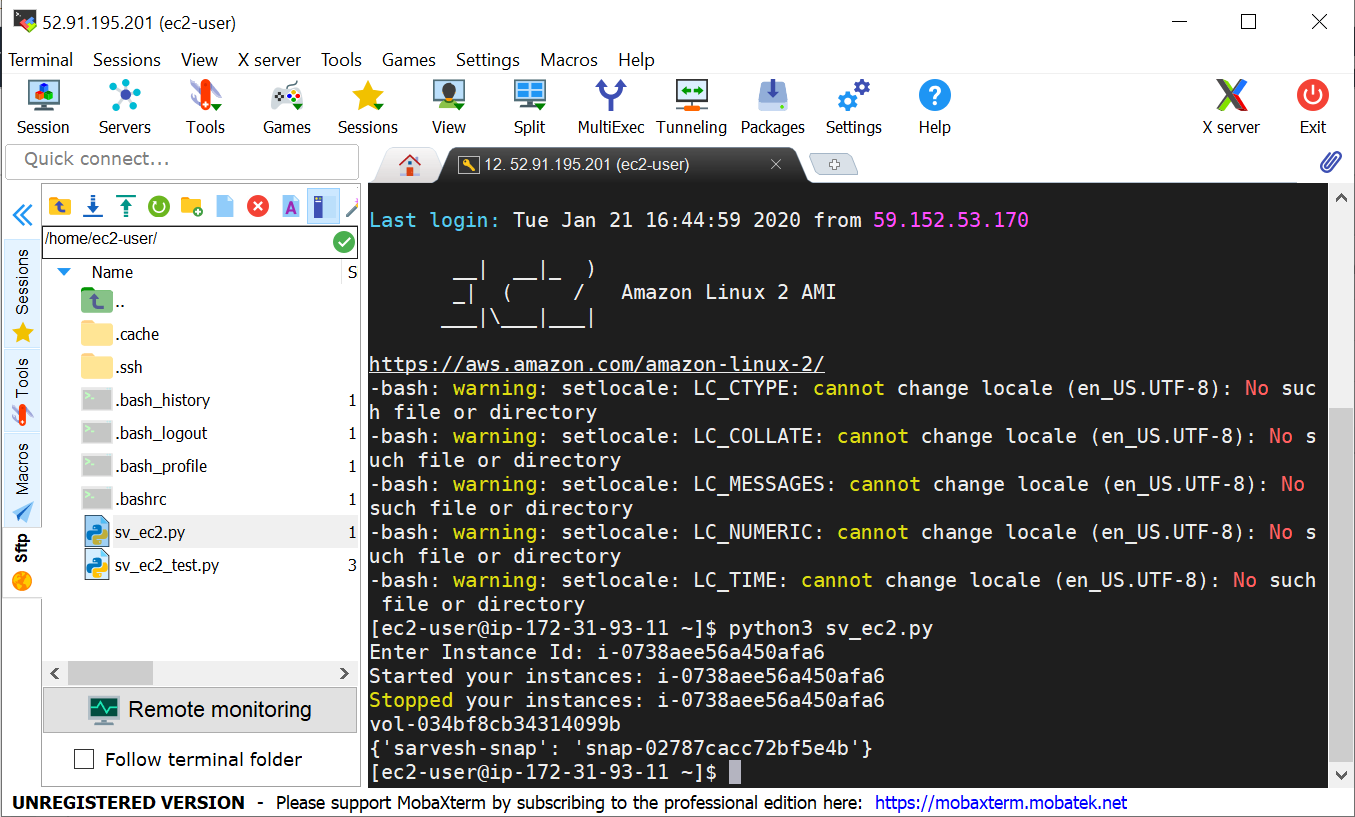 52.91.195.201 (ec2-user)
Terminal Sessions View X server Tools Games Settings Macros Help
Session Servers Tools Games Sessions View Split MultiExec Tunneling Packages Settings Help X server Exit
Quick connect...
12. 52.91.195.201 (ec2-user)
Sessions
Tools
Macros
Sftp
/home/ec2-user/
Name S
..
.cache
.ssh
.bash_history 1
.bash_logout 1
.bash_profile 1
.bashrc 1
sv_ec2.py 1
sv_ec2_test.py 3
Remote monitoring
Follow terminal folder
Last login: Tue Jan 21 16:44:59 2020 from 59.152.53.170
       __|  __|_  )
       _|  (     /   Amazon Linux 2 AMI
      ___|\___|___|
https://aws.amazon.com/amazon-linux-2/
-bash: warning: setlocale: LC_CTYPE: cannot change locale (en_US.UTF-8): No suc
h file or directory
-bash: warning: setlocale: LC_COLLATE: cannot change locale (en_US.UTF-8): No s
uch file or directory
-bash: warning: setlocale: LC_MESSAGES: cannot change locale (en_US.UTF-8): No
such file or directory
-bash: warning: setlocale: LC_NUMERIC: cannot change locale (en_US.UTF-8): No s
uch file or directory
-bash: warning: setlocale: LC_TIME: cannot change locale (en_US.UTF-8): No such
 file or directory
[ec2-user@ip-172-31-93-11 ~]$ python3 sv_ec2.py
Enter Instance Id: i-0738aee56a450afa6
Started your instances: i-0738aee56a450afa6
Stopped your instances: i-0738aee56a450afa6
vol-034bf8cb34314099b
{'sarvesh-snap': 'snap-02787cacc72bf5e4b'}
[ec2-user@ip-172-31-93-11 ~]$
UNREGISTERED VERSION - Please support MobaXterm by subscribing to the professional edition here: https://mobaxterm.mobatek.net